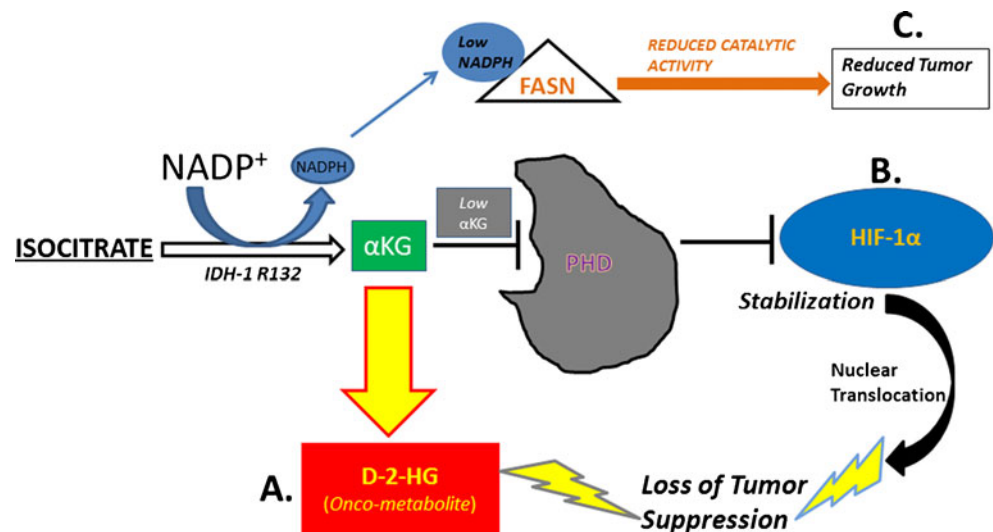 C.
Low
NADPH
FASN
REDUCED CATALYTIC
ACTIVITY
Reduced Tumor
Growth
NADP+
NADPH
ISOCITRATE
IDH-1 R132
αKG
Low
αKG
PHD
B.
HIF-1α
Stabilization
Nuclear
Translocation
A.
D-2-HG
(Onco-metabolite)
Loss of Tumor
Suppression